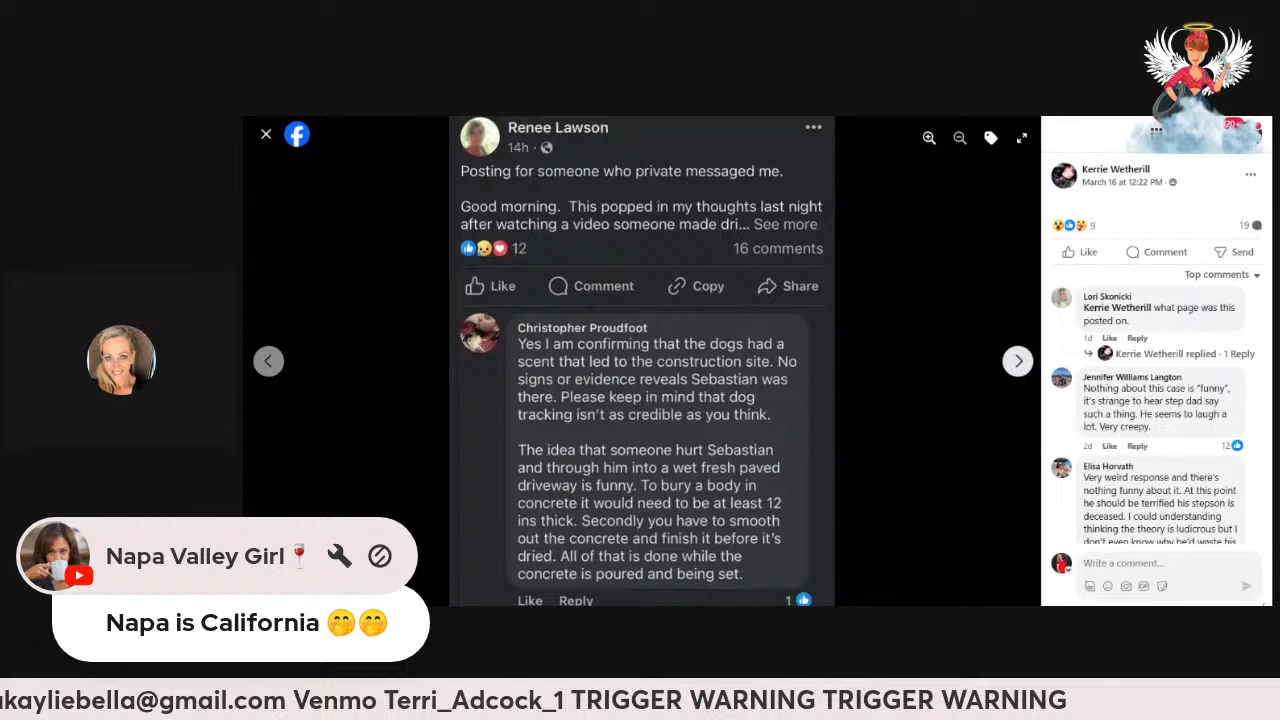 Renee Lawson
14h
Posting for someone who private messaged me.
Good morning. This popped in my thoughts last night
after watching a video someone made dri... See more
12
16 comments
Like
Comment
Copy
Share
Christopher Proudfoot
Yes I am confirming that the dogs had a
scent that led to the construction site. No
signs or evidence reveals Sebastian was
there. Please keep in mind that dog
tracking isn't as credible as you think.
The idea that someone hurt Sebastian
and through him into a wet fresh paved
driveway is funny. To bury a body in
concrete it would need to be at least 12
ins thick. Secondly you have to smooth
out the concrete and finish it before it's
dried. All of that is done while the
concrete is poured and being set.
Like Reply 1
20+
Kerrie Wetherill
March 16 at 12:22 PM
9
19
Like
Comment
Send
Top comments
Lori Skonicki
Kerrie Wetherill what page was this
posted on.
1d Like Reply
Kerrie Wetherill replied · 1 Reply
Jennifer Williams Langton
Nothing about this case is "funny",
it's strange to hear step dad say
such a thing. He seems to laugh a
lot. Very creepy.
2d Like Reply 12
Elisa Horvath
Very weird response and there's
nothing funny about it. At this point
he should be terrified his stepson is
deceased. I could understanding
thinking the theory is ludicrous but I
don't even know why he'd waste his
Write a comment...
Napa Valley Girl🍷
Napa is California 🤭🤭
akayliebella@gmail.com Venmo Terri_Adcock_1 TRIGGER WARNING TRIGGER WARNING